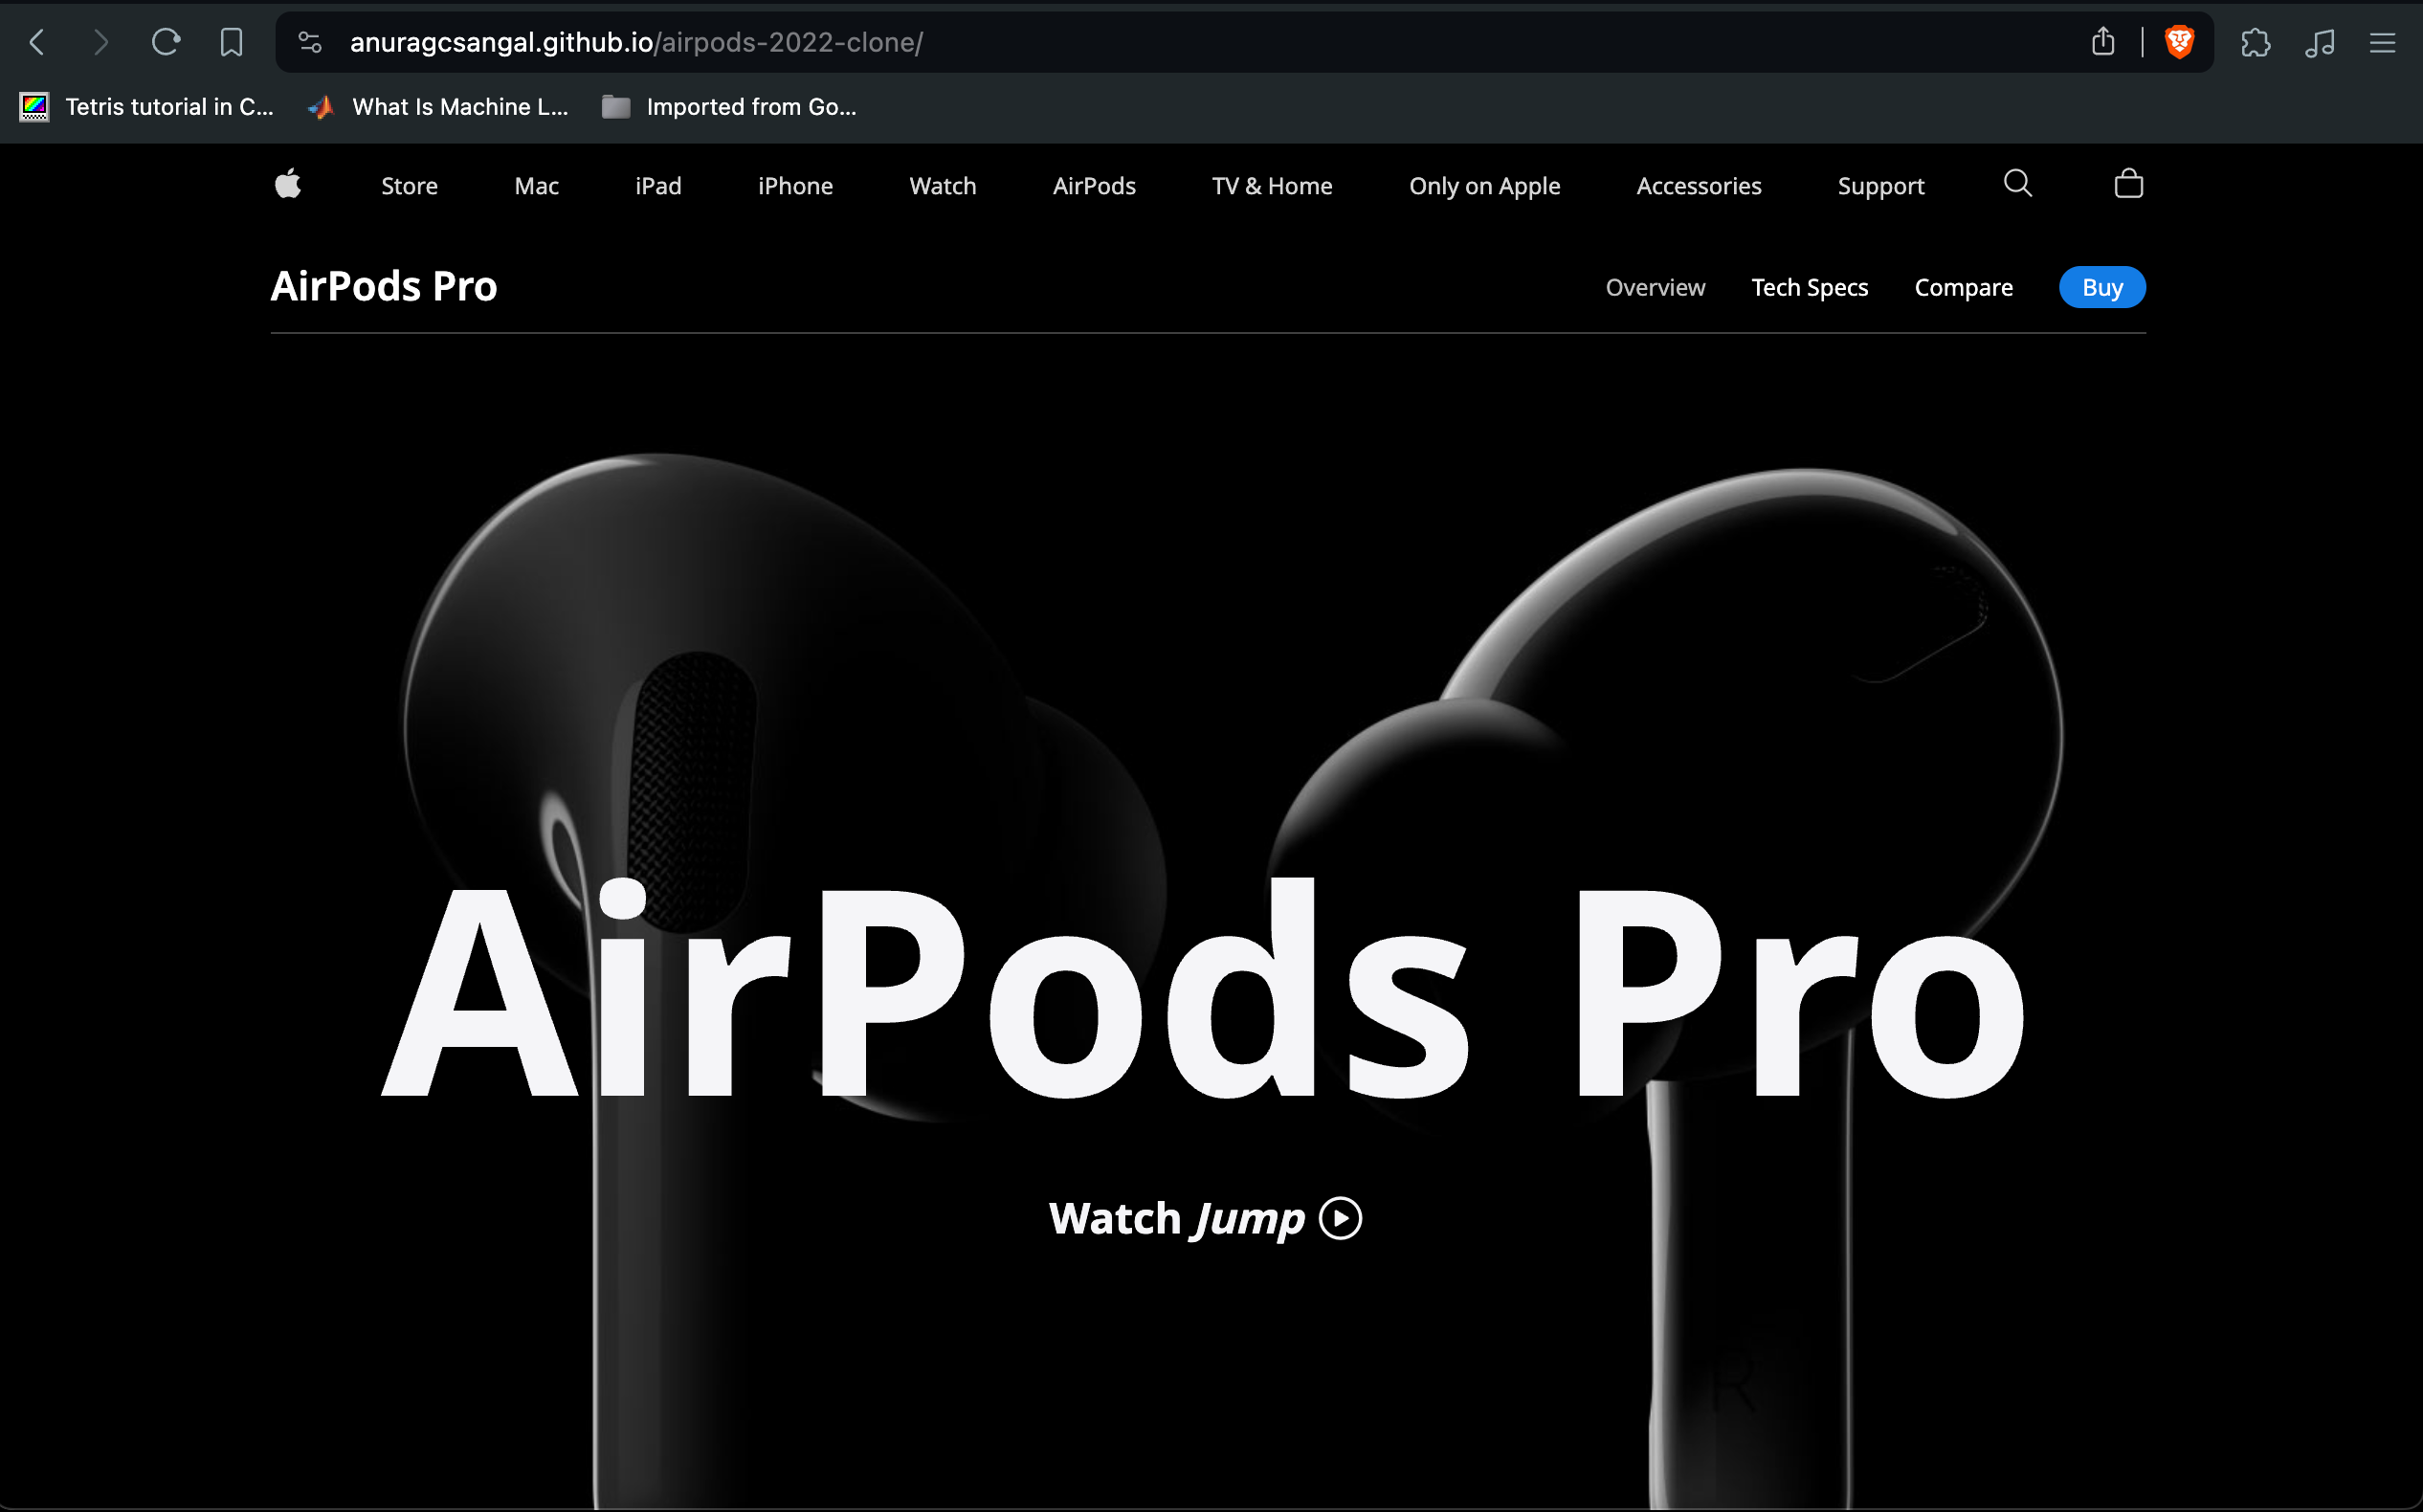 anuragcsangal.github.io/airpods-2022-clone/
Tetris tutorial in C... What Is Machine L... Imported from Go...
Store Mac iPad iPhone Watch AirPods TV & Home Only on Apple Accessories Support
AirPods Pro Overview Tech Specs Compare Buy
AirPods Pro
Watch Jump
R